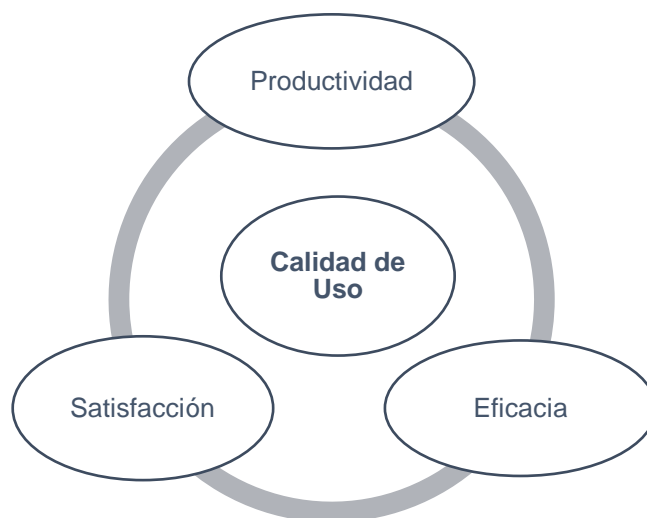 Productividad
Calidad de
Uso
Satisfacción
Eficacia